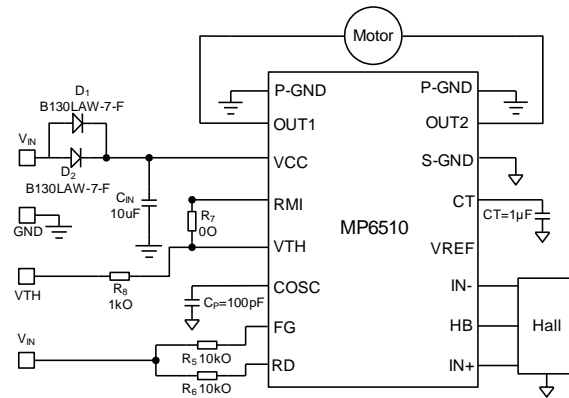 Motor
D1
B130LAW-7-F
VIN
D2
B130LAW-7-F
CIN
10uF
GND
R7
0O
VTH
R8
1kO
CP=100pF
VIN
R5 10kO
R6 10kO
P-GND
OUT1
VCC
RMI
VTH
COSC
FG
RD
MP6510
P-GND
OUT2
S-GND
CT
VREF
IN-
HB
IN+
CT=1µF
Hall